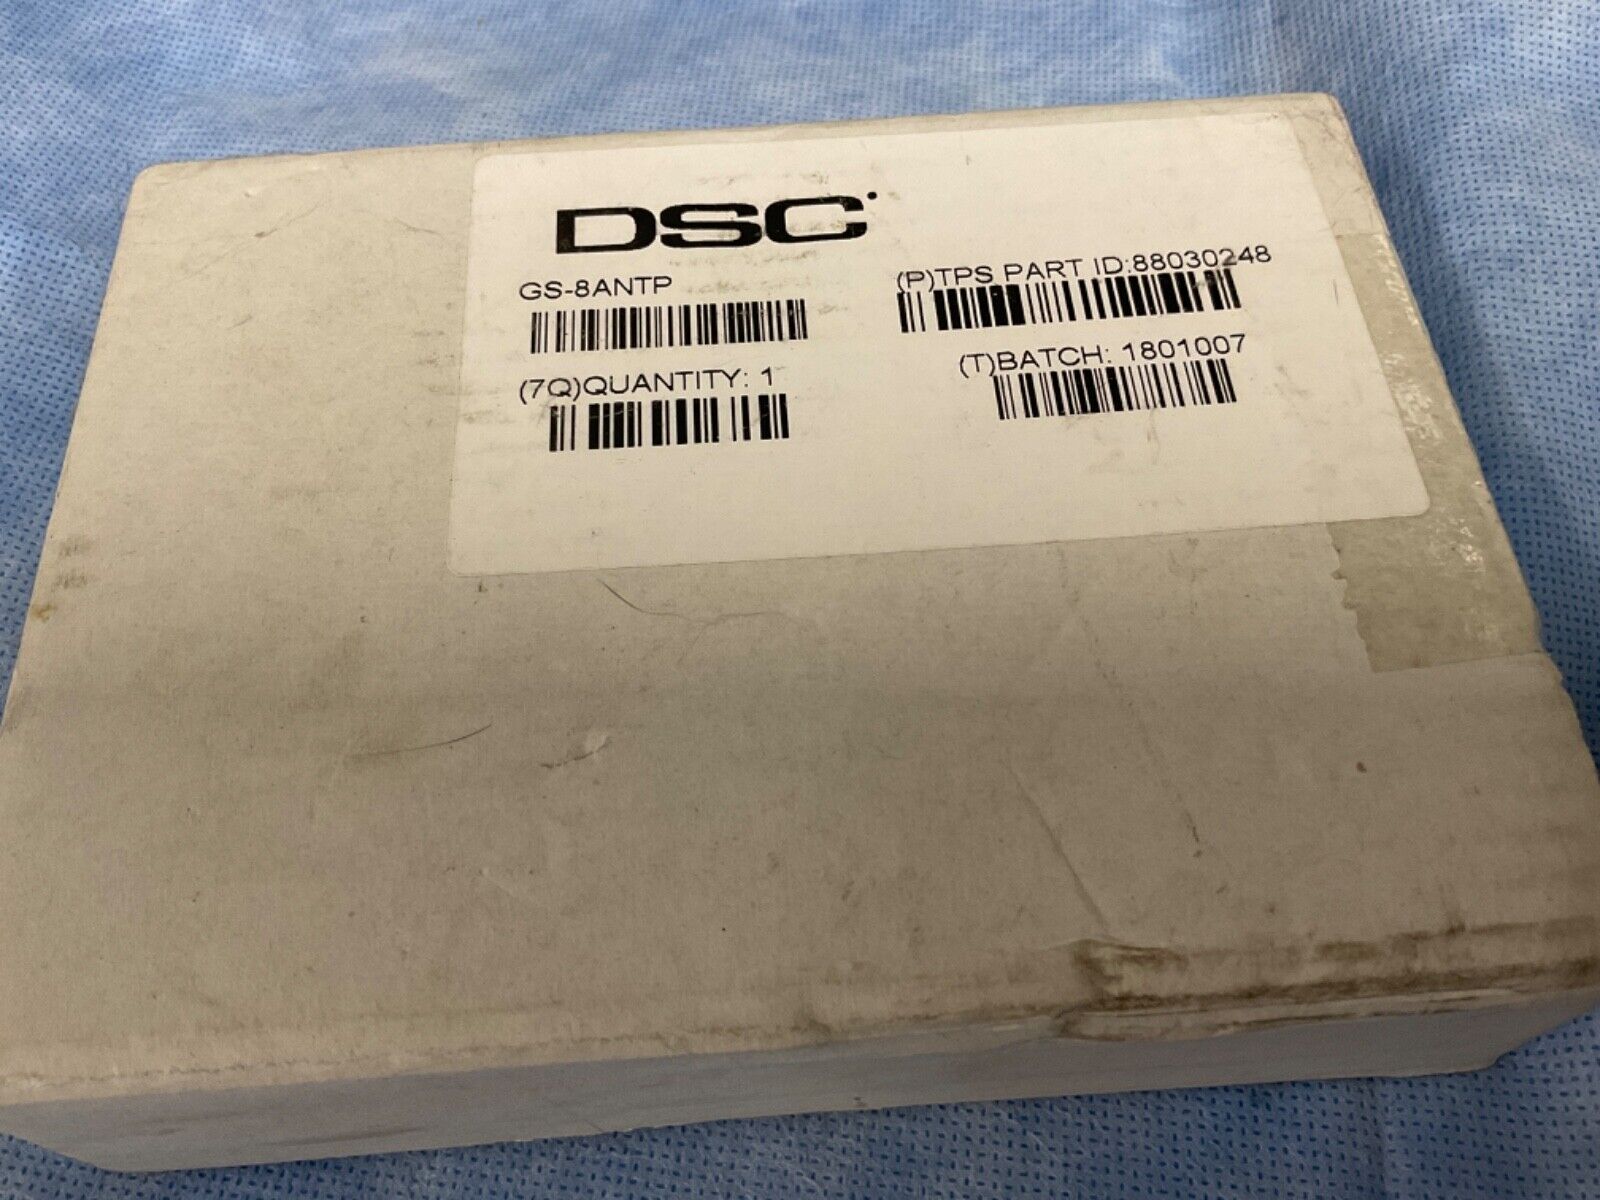 DSC
GS-8ANTP
(P)TPS PART ID:88030248
(7Q)QUANTITY: 1
(T)BATCH: 1801007